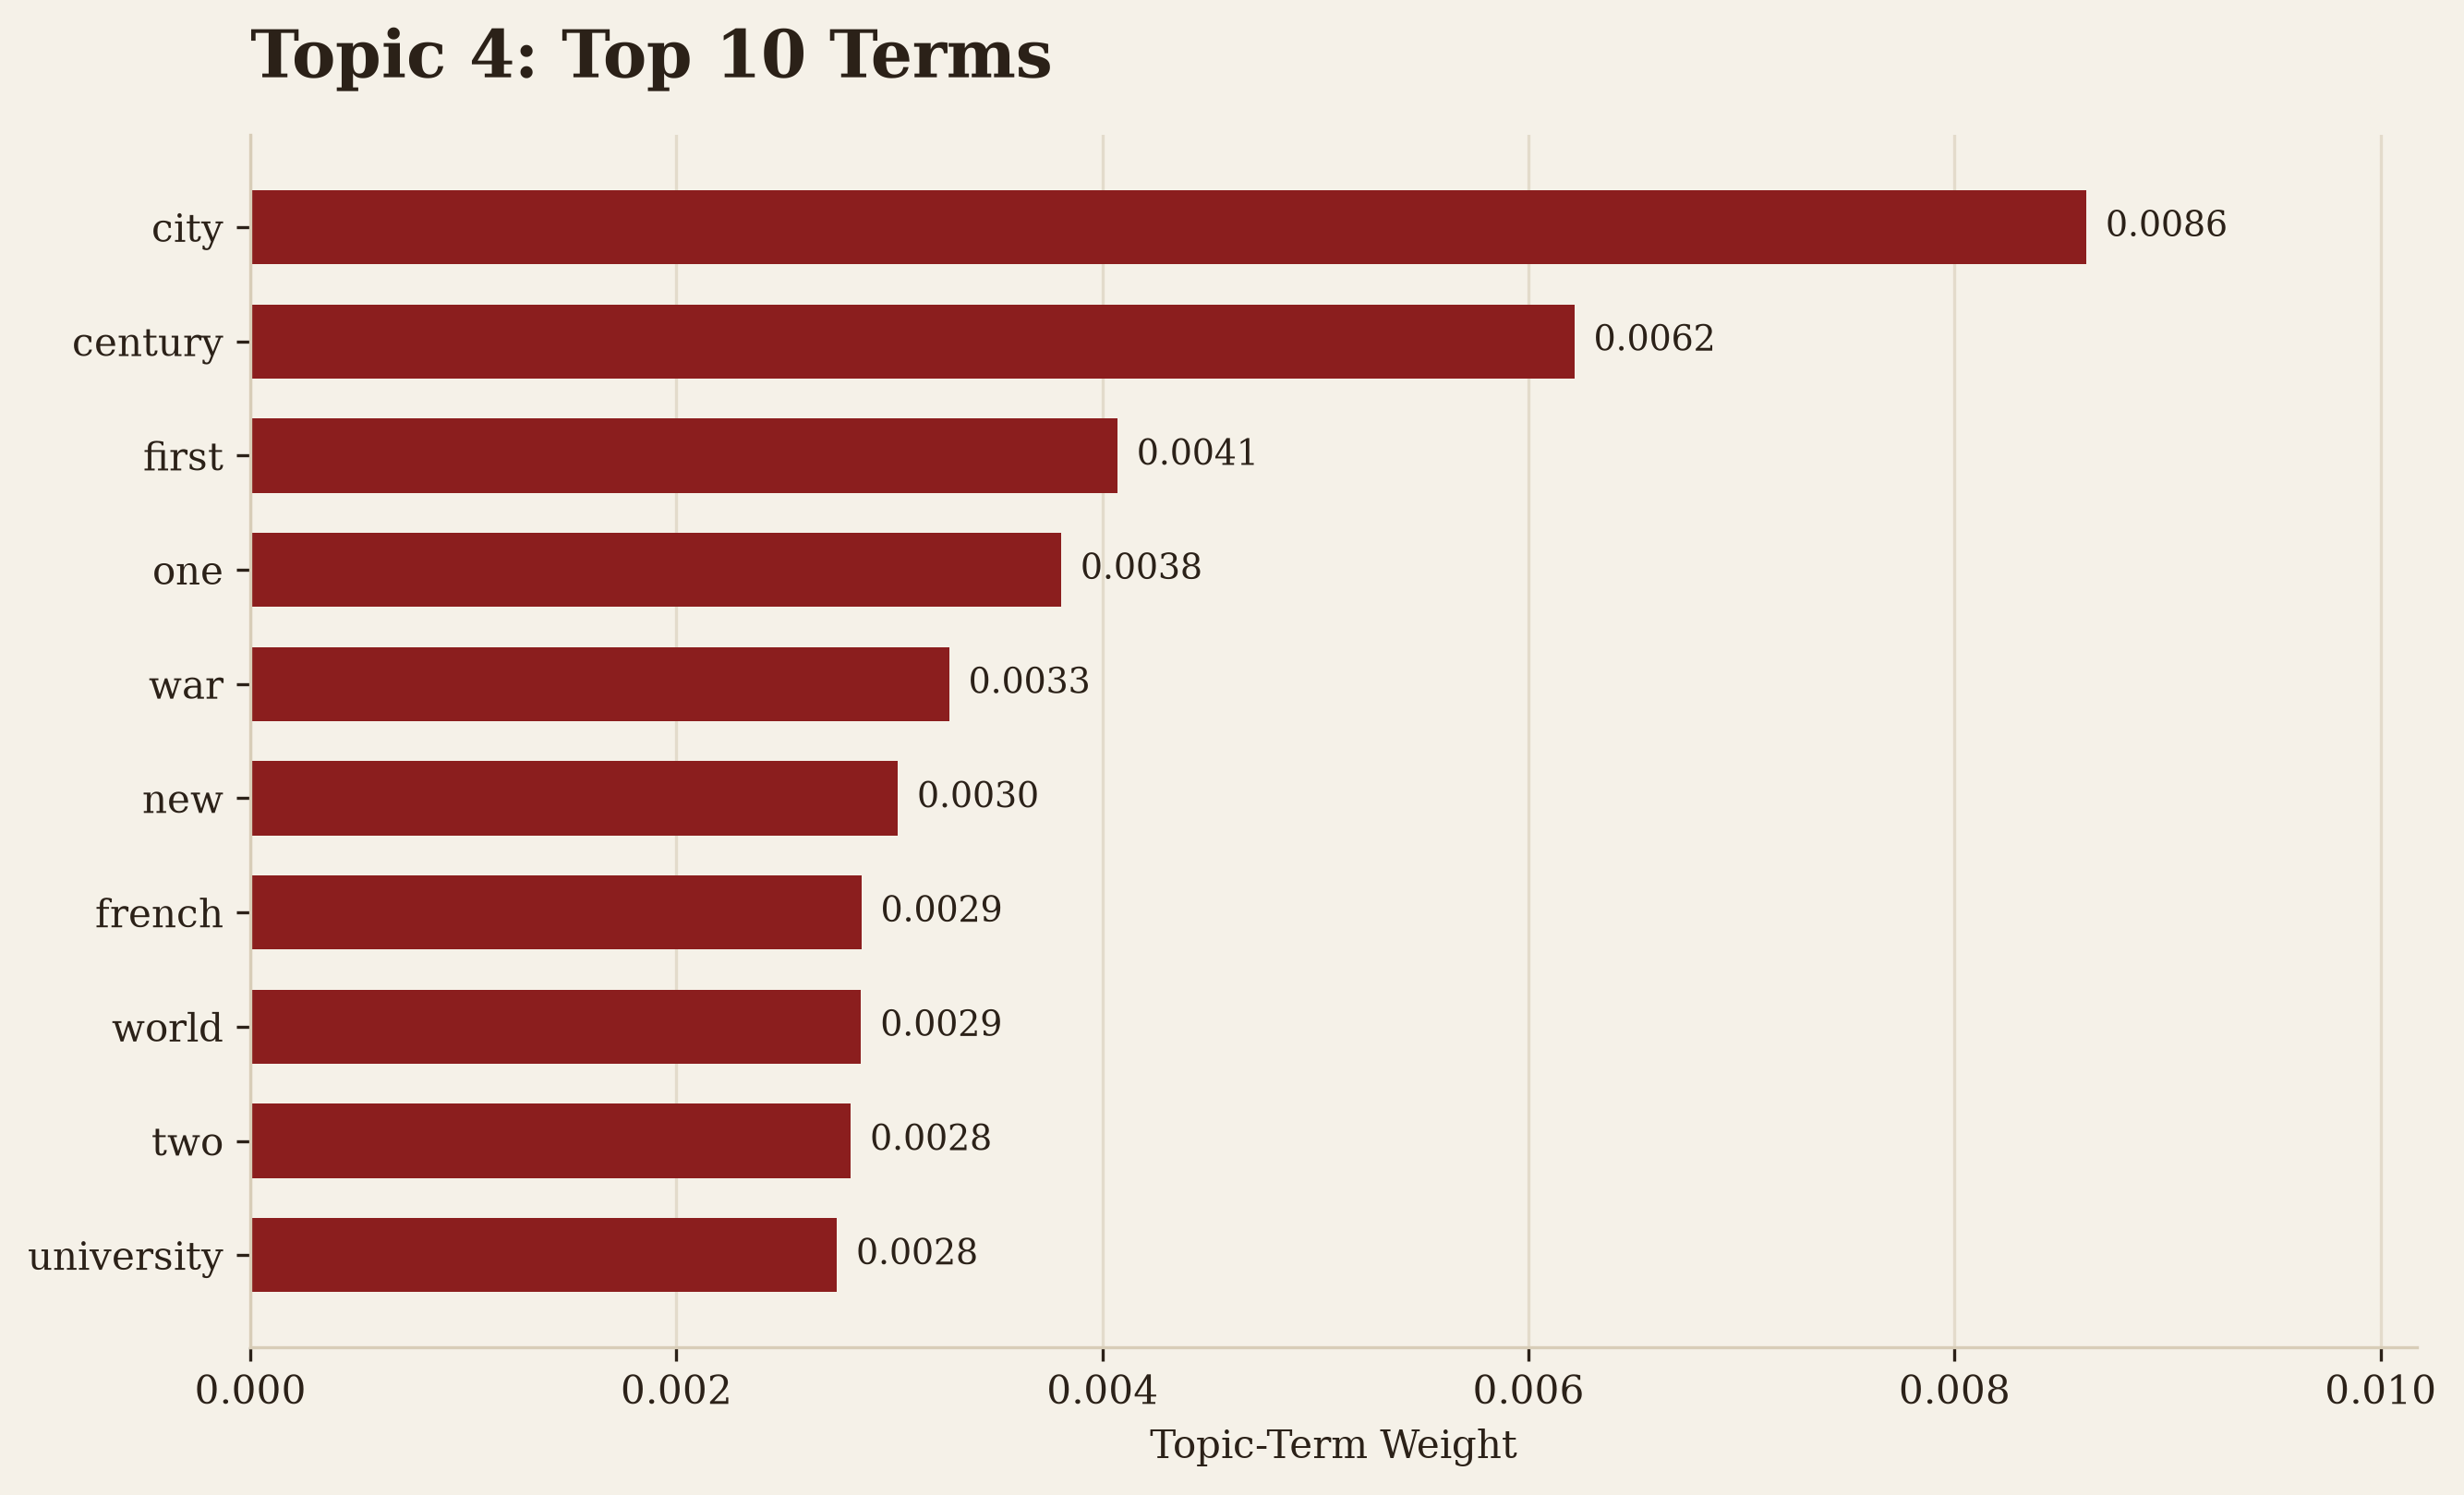 Topic 4: Top 10 Terms
city 0.0086
century 0.0062
first 0.0041
one 0.0038
war 0.0033
new 0.0030
french 0.0029
world 0.0029
two 0.0028
university 0.0028
0.000 0.002 0.004 0.006 0.008 0.010
Topic-Term Weight